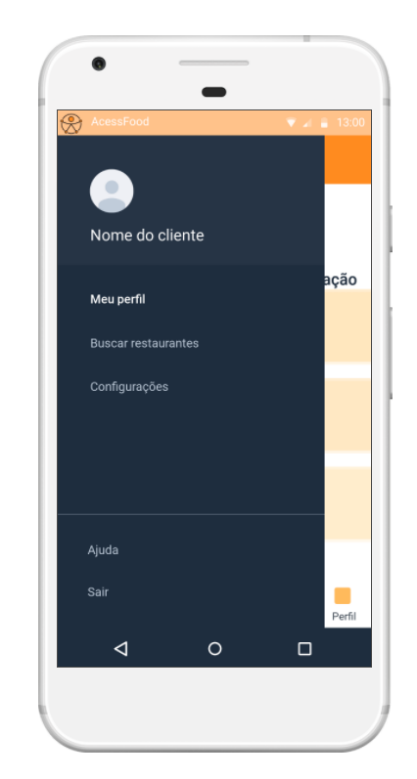 AcessFood 13:00
Nome do cliente
ação
Meu perfil
Buscar restaurantes
Configurações
Ajuda
Sair
Perfil